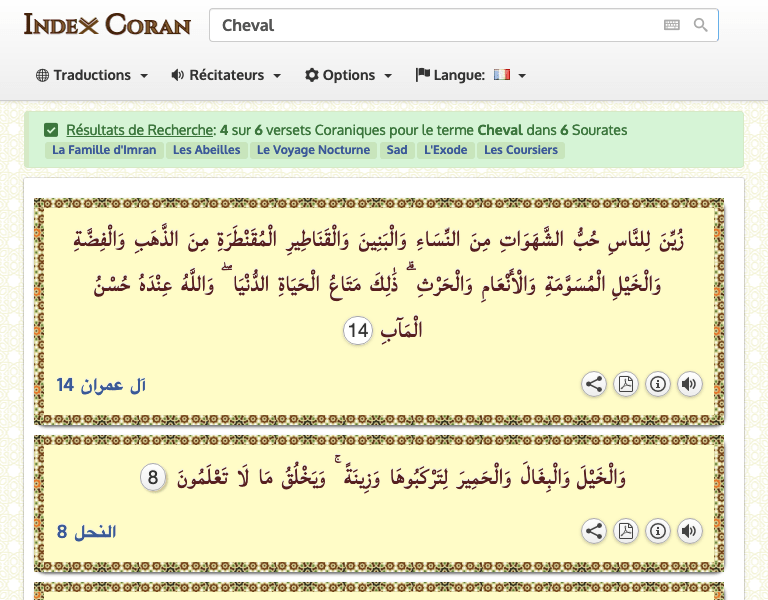 Index Coran
Cheval
Traductions Récitateurs Options Langue:
Résultats de Recherche: 4 sur 6 versets Coraniques pour le terme Cheval dans 6 Sourates
La Famille d'Imran Les Abeilles Le Voyage Nocturne Sad L'Exode Les Coursiers
زُيِّنَ لِلنَّاسِ حُبُّ الشَّهَوَاتِ مِنَ النِّسَاءِ وَالْبَنِينَ وَالْقَنَاطِيرِ الْمُقَنْطَرَةِ مِنَ الذَّهَبِ وَالْفِضَّةِ
وَالْخَيْلِ الْمُسَوَّمَةِ وَالْأَنْعَامِ وَالْحَرْثِ ۗ ذَٰلِكَ مَتَاعُ الْحَيَاةِ الدُّنْيَا ۖ وَاللَّهُ عِنْدَهُ حُسْنُ
الْمَآبِ 14
آل عمران 14
وَالْخَيْلَ وَالْبِغَالَ وَالْحَمِيرَ لِتَرْكَبُوهَا وَزِينَةً ۚ وَيَخْلُقُ مَا لَا تَعْلَمُونَ 8
النحل 8